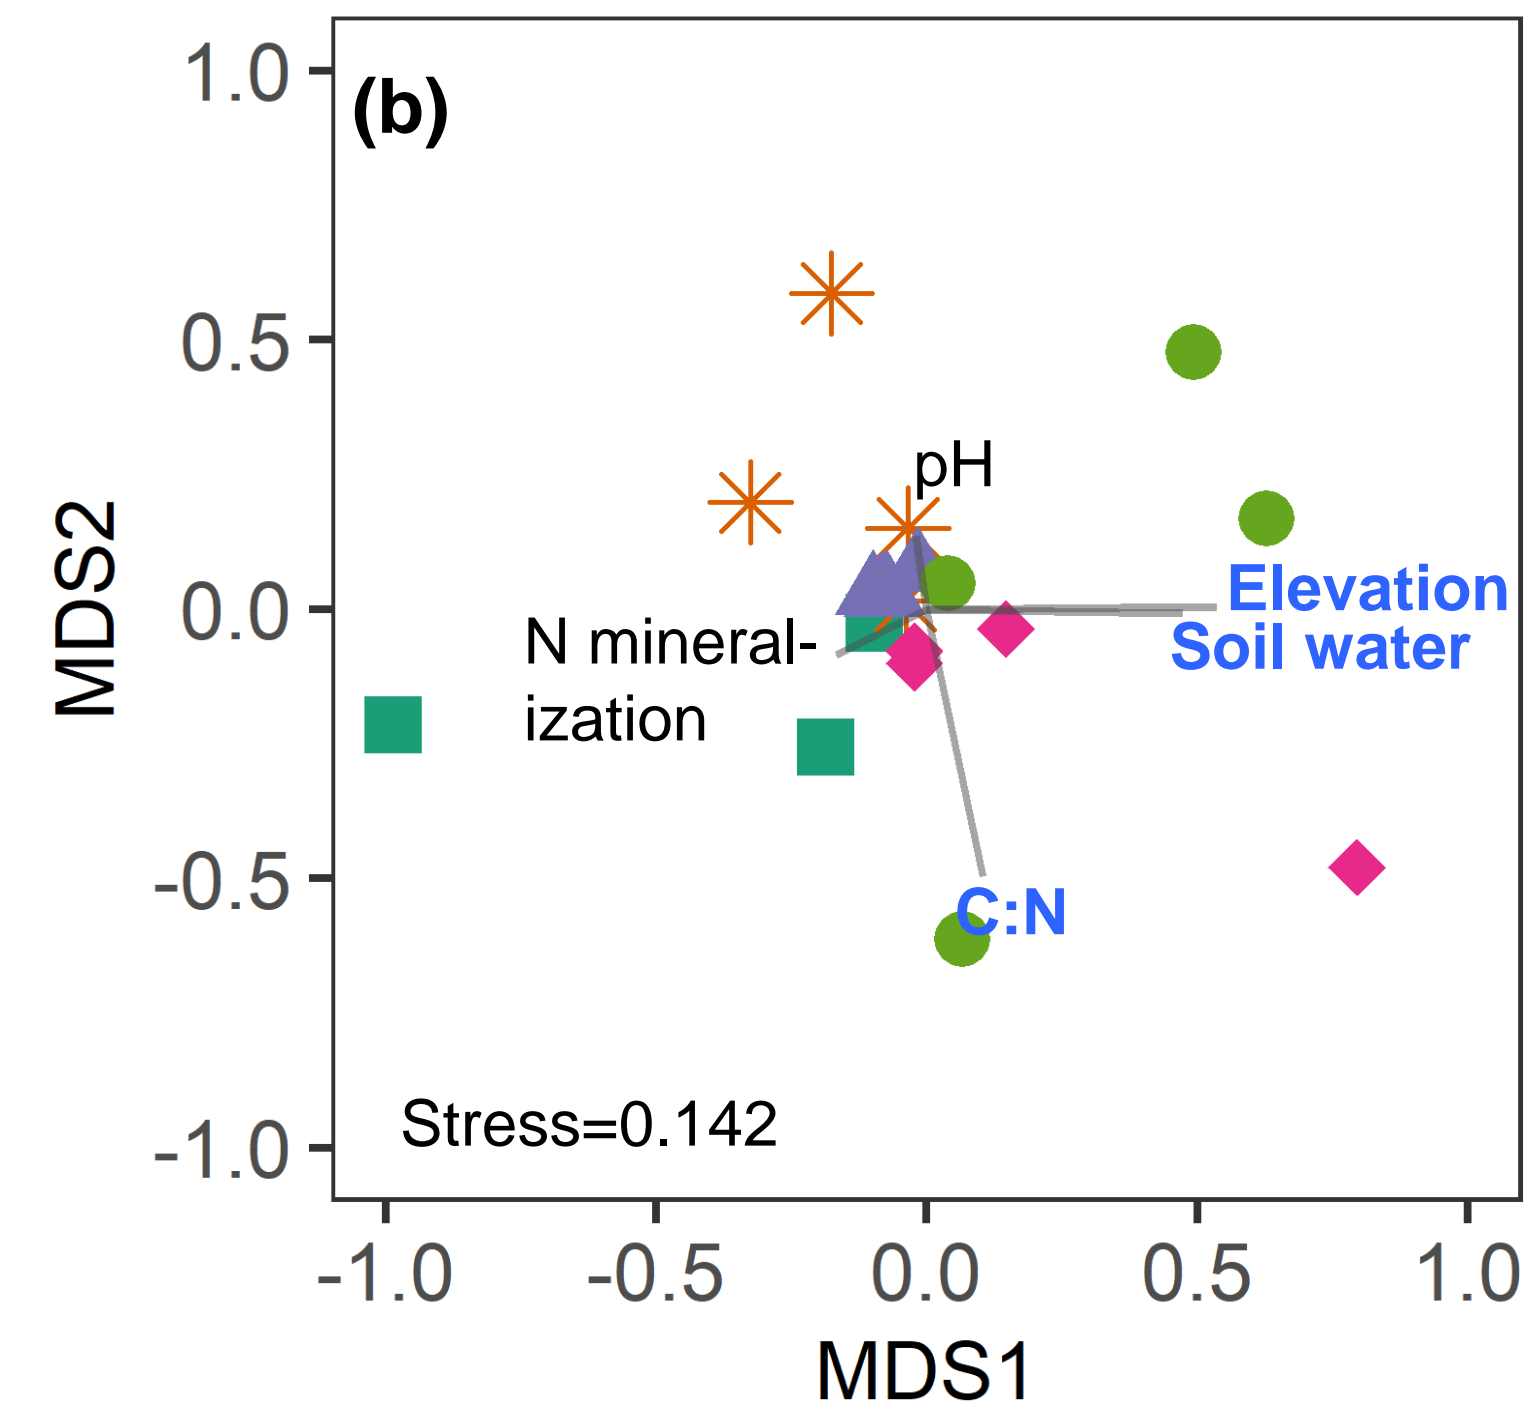 (b)
1.0
0.5
0.0
-0.5
-1.0
MDS2
pH
Elevation
Soil water
N mineral-
ization
C:N
Stress=0.142
-1.0 -0.5 0.0 0.5 1.0
MDS1